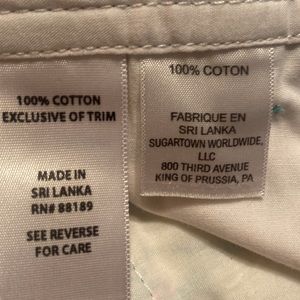 100% COTTON
EXCLUSIVE OF TRIM
MADE IN
SRI LANKA
RN# 88189
SEE REVERSE
FOR CARE
100% COTON
FABRIQUE EN
SRI LANKA
SUGARTOWN WORLDWIDE,
LLC
800 THIRD AVENUE
KING OF PRUSSIA, PA